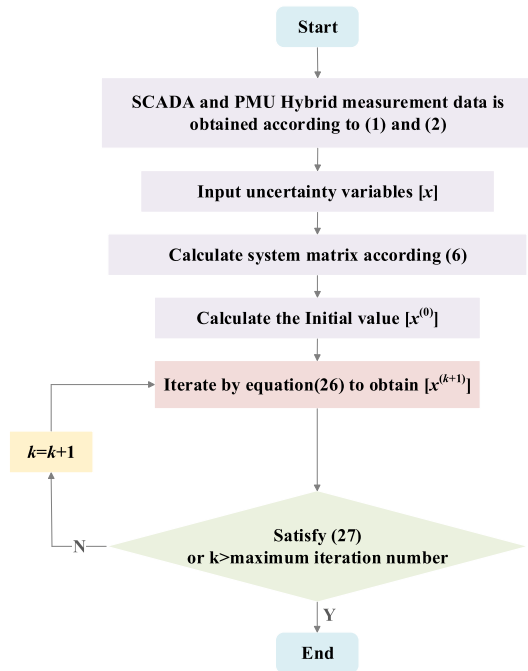 Start
SCADA and PMU Hybrid measurement data is
obtained according to (1) and (2)
Input uncertainty variables [x]
Calculate system matrix according (6)
Calculate the Initial value [x⁽⁰⁾]
Iterate by equation(26) to obtain [x⁽ᵏ⁺¹⁾]
k=k+1
Satisfy (27)
or k>maximum iteration number
N
Y
End